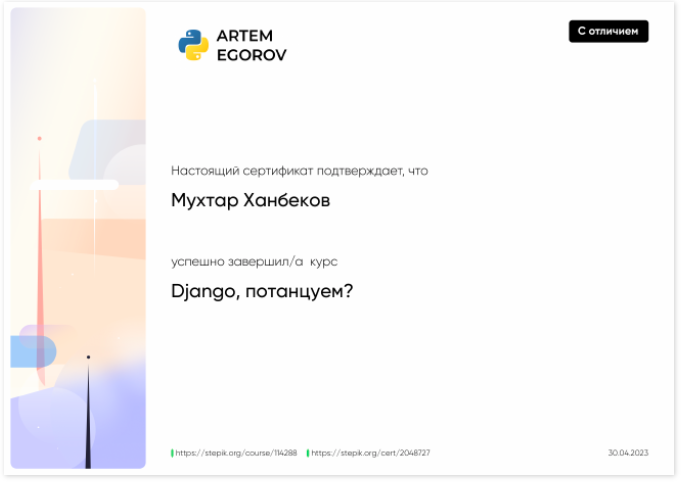 ARTEM
EGOROV
С отличием
Настоящий сертификат подтверждает, что
Мухтар Ханбеков
успешно завершил/а курс
Django, потанцуем?
https://stepik.org/course/114288
https://stepik.org/cert/2048727
30.04.2023